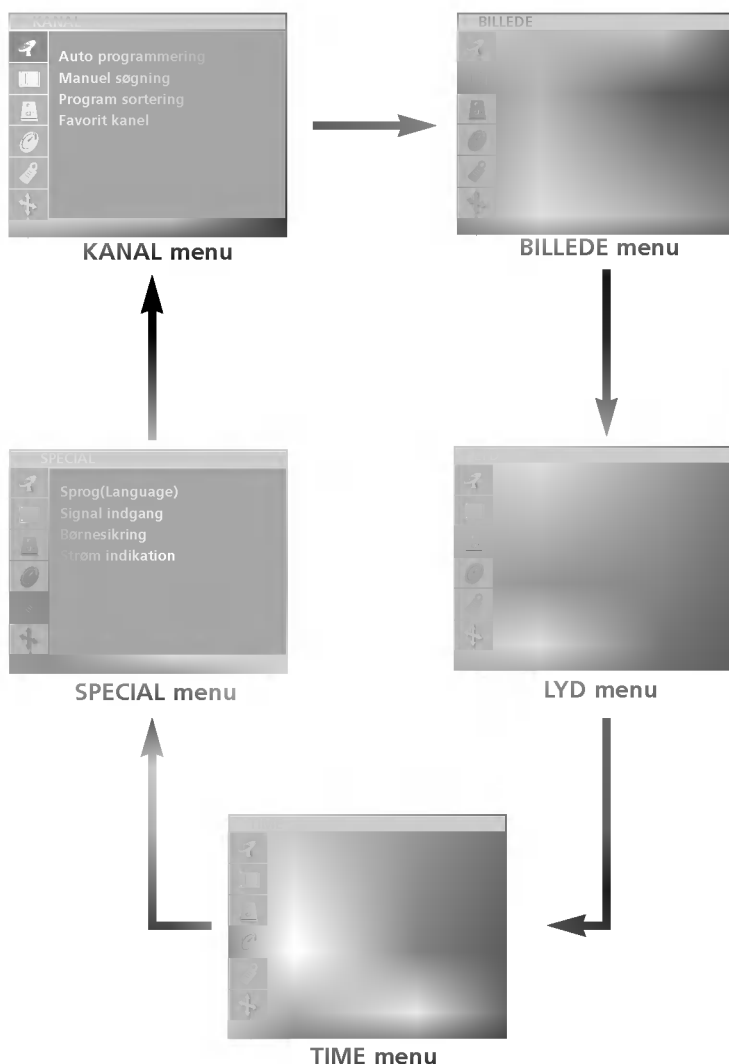 KANAL
Auto programmering
Manuel søgning
Program sortering
Favorit kanel
KANAL menu
BILLEDE
BILLEDE menu
SPECIAL
Sprog(Language)
Signal indgang
Børnesikring
Strøm indikation
SPECIAL menu
LYD menu
TIME menu